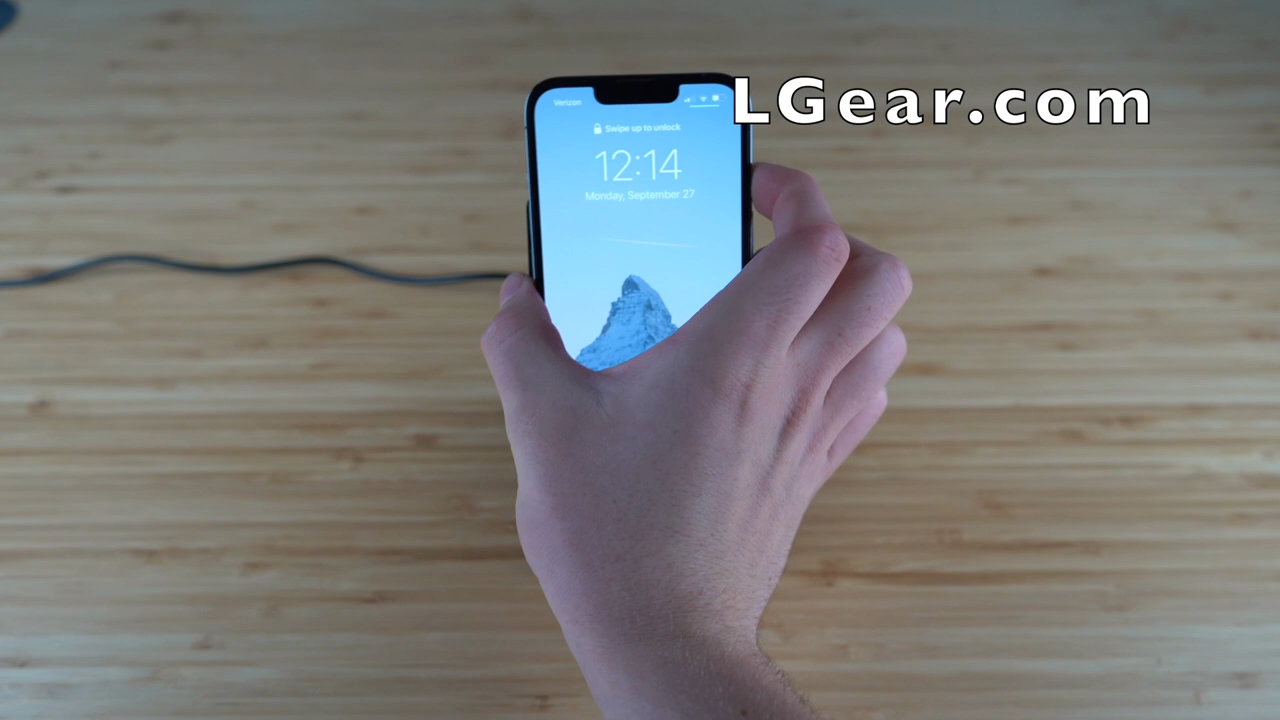 LGear.com
Verizon
Swipe up to unlock
12:14
Monday, September 27